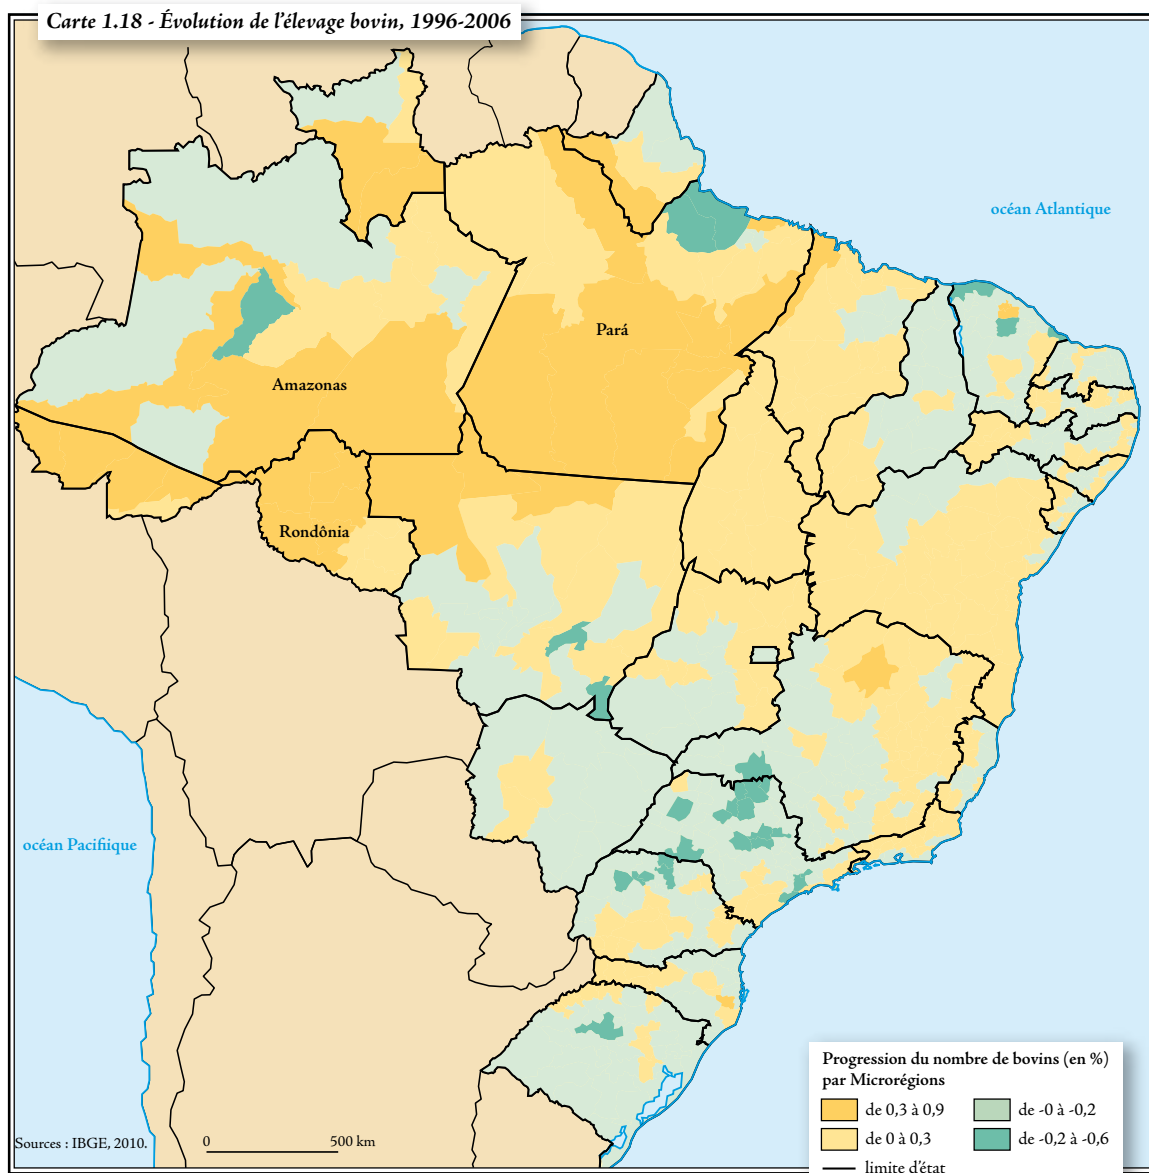 Carte 1.18 - Évolution de l'élevage bovin, 1996-2006
océan Atlantique
Pará
Amazonas
Rondônia
océan Pacifiique
Progression du nombre de bovins (en %)
par Microrégions
de 0,3 à 0,9
de -0 à -0,2
de 0 à 0,3
de -0,2 à -0,6
limite d'état
Sources : IBGE, 2010.
0 500 km